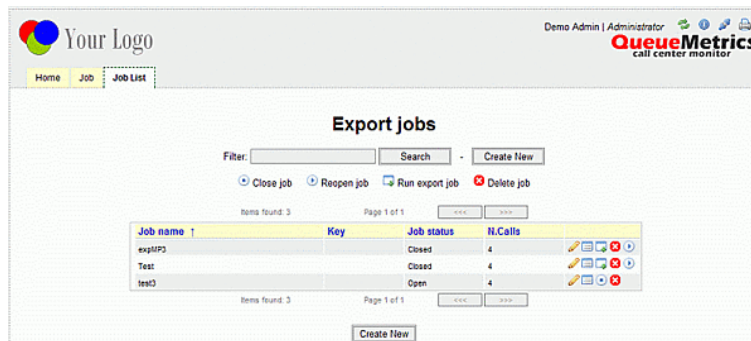 Your Logo
Demo Admin | Administrator
QueueMetrics
call center monitor
Home Job Job List
Export jobs
Filter: Search - Create New
Close job Reopen job Run export job Delete job
Items found: 3 Page 1 of 1 <<< >>>
Job name ↑ Key Job status N.Calls
expMP3 Closed 4
Test Closed 4
test3 Open 4
Items found: 3 Page 1 of 1 <<< >>>
Create New